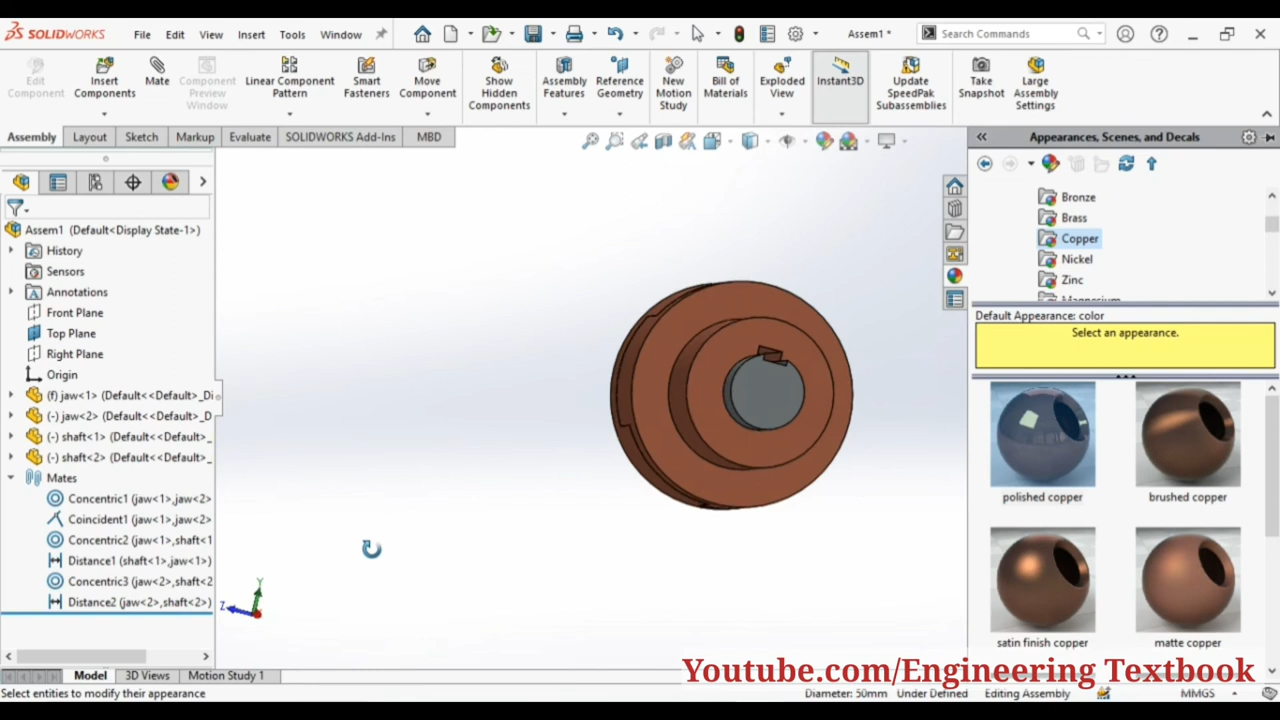 SOLIDWORKS File Edit View Insert Tools Window Assem1 * Search Commands
Edit Component
Insert Components
Mate
Component Preview Window
Linear Component Pattern
Smart Fasteners
Move Component
Show Hidden Components
Assembly Features
Reference Geometry
New Motion Study
Bill of Materials
Exploded View
Instant3D
Update SpeedPak Subassemblies
Take Snapshot
Large Assembly Settings
Assembly Layout Sketch Markup Evaluate SOLIDWORKS Add-Ins MBD
Assem1 (Default<Display State-1>)
History
Sensors
Annotations
Front Plane
Top Plane
Right Plane
Origin
(f) jaw<1> (Default<<Default>_Di
(-) jaw<2> (Default<<Default>_D
(-) shaft<1> (Default<<Default>_
(-) shaft<2> (Default<<Default>_
Mates
Concentric1 (jaw<1>,jaw<2>
Coincident1 (jaw<1>,jaw<2>
Concentric2 (jaw<1>,shaft<1
Distance1 (shaft<1>,jaw<1>)
Concentric3 (jaw<2>,shaft<2
Distance2 (jaw<2>,shaft<2>)
Y
Z
Appearances, Scenes, and Decals
Bronze
Brass
Copper
Nickel
Zinc
Magnesium
Default Appearance: color
Select an appearance.
polished copper
brushed copper
satin finish copper
matte copper
Model 3D Views Motion Study 1
Youtube.com/Engineering Textbook
Select entities to modify their appearance
Diameter: 50mm Under Defined Editing Assembly MMGS